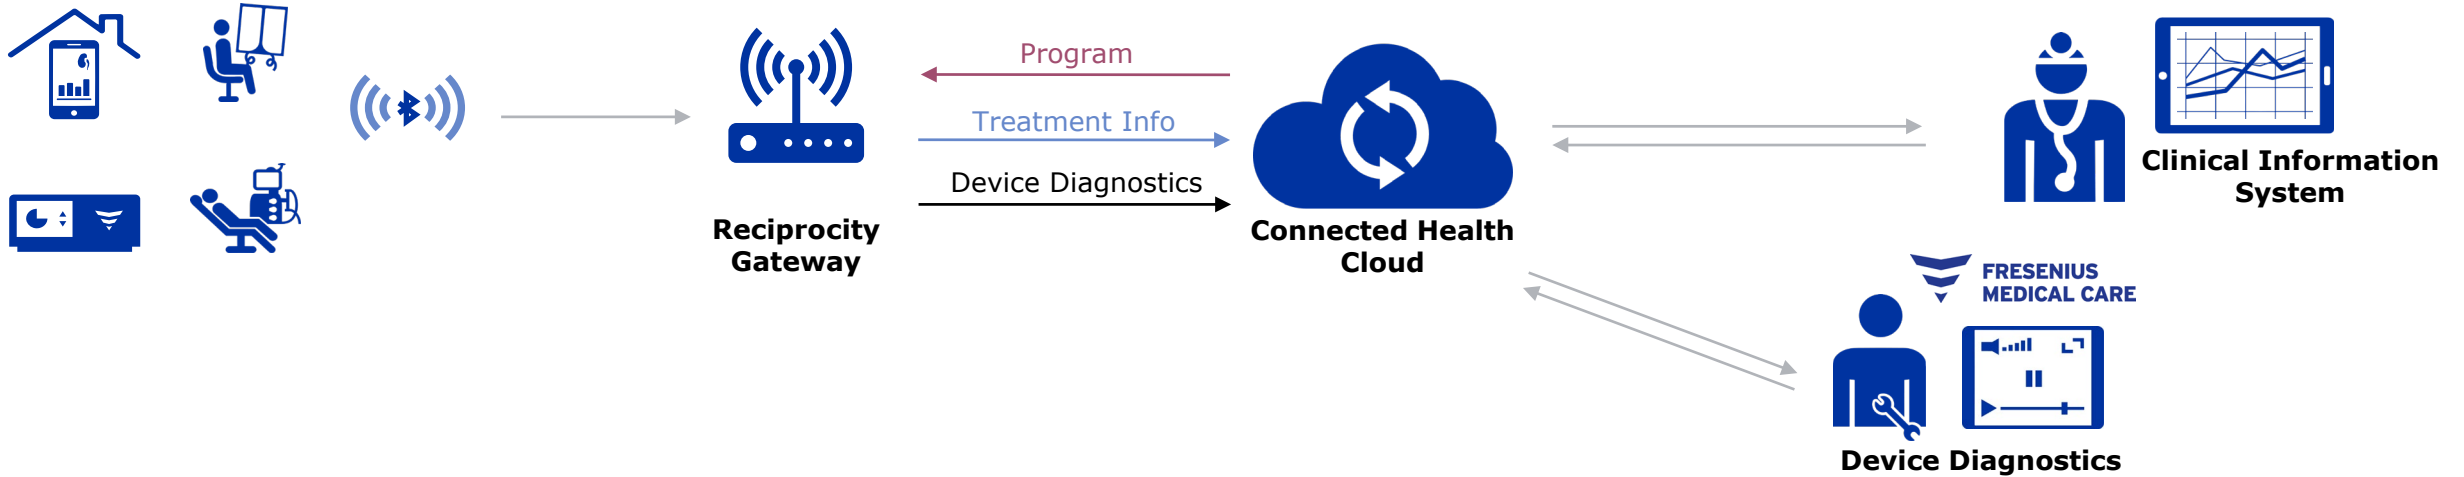 Program
Treatment Info
Device Diagnostics
Reciprocity
Gateway
Connected Health
Cloud
Clinical Information
System
FRESENIUS
MEDICAL CARE
Device Diagnostics